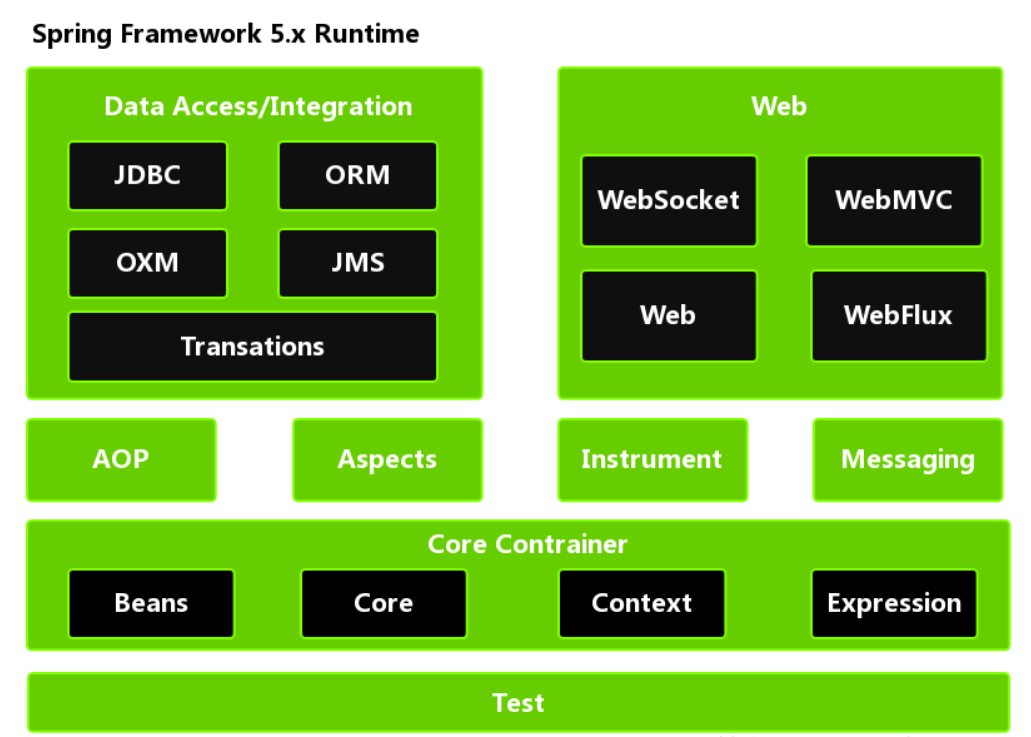 Spring Framework 5.x Runtime
Data Access/Integration
JDBC
ORM
OXM
JMS
Transations
Web
WebSocket
WebMVC
Web
WebFlux
AOP
Aspects
Instrument
Messaging
Core Contrainer
Beans
Core
Context
Expression
Test